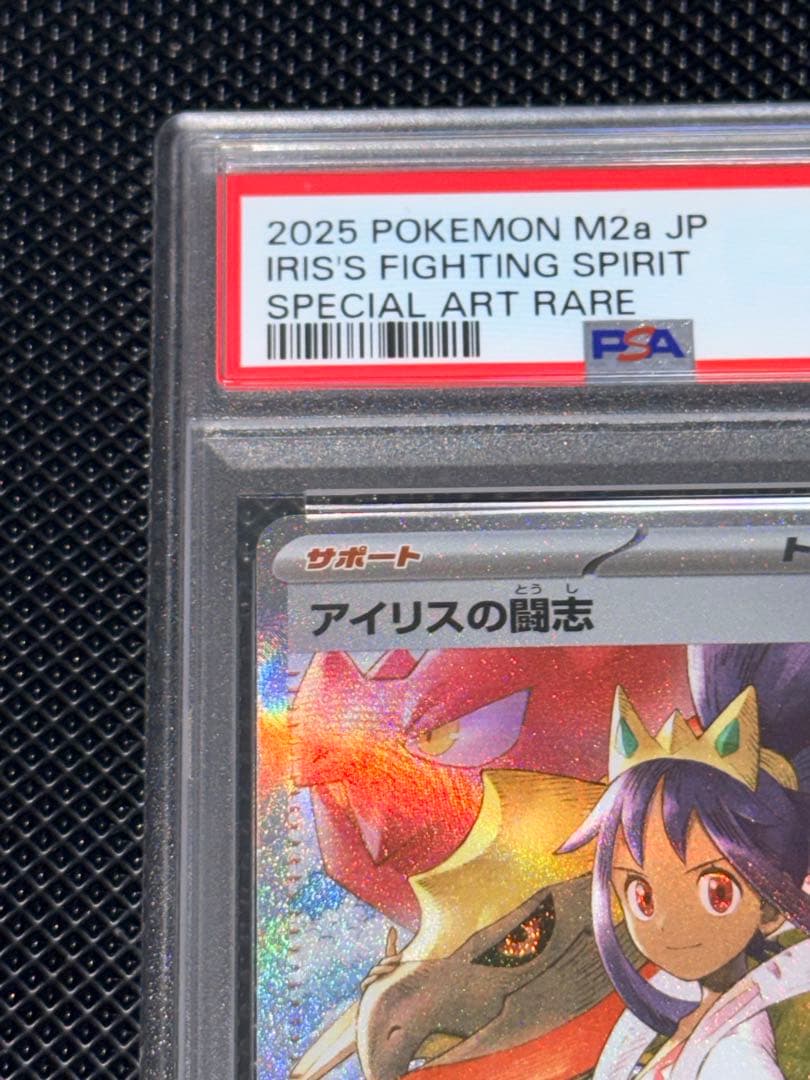 2025 POKEMON M2a JP
IRIS'S FIGHTING SPIRIT
SPECIAL ART RARE
PSA
サポート
ト
とうし
アイリスの闘志